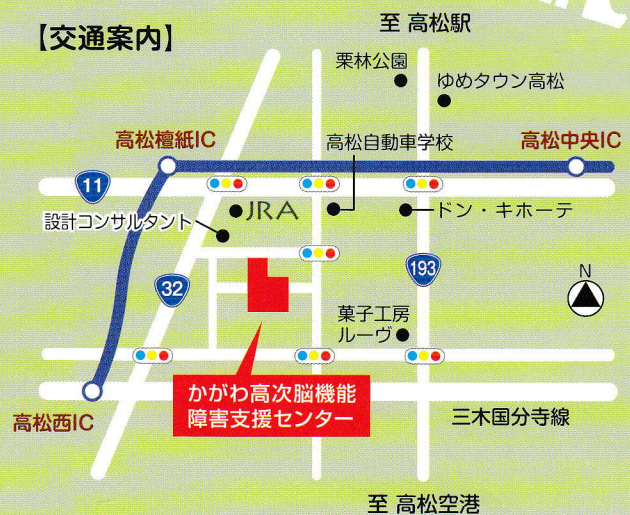 【交通案内】
至 高松駅
栗林公園
ゆめタウン高松
高松檀紙IC
高松自動車学校
高松中央IC
11
JRA
ドン・キホーテ
設計コンサルタント
193
N
32
菓子工房
ルーヴ
かがわ高次脳機能
障害支援センター
高松西IC
三木国分寺線
至 高松空港